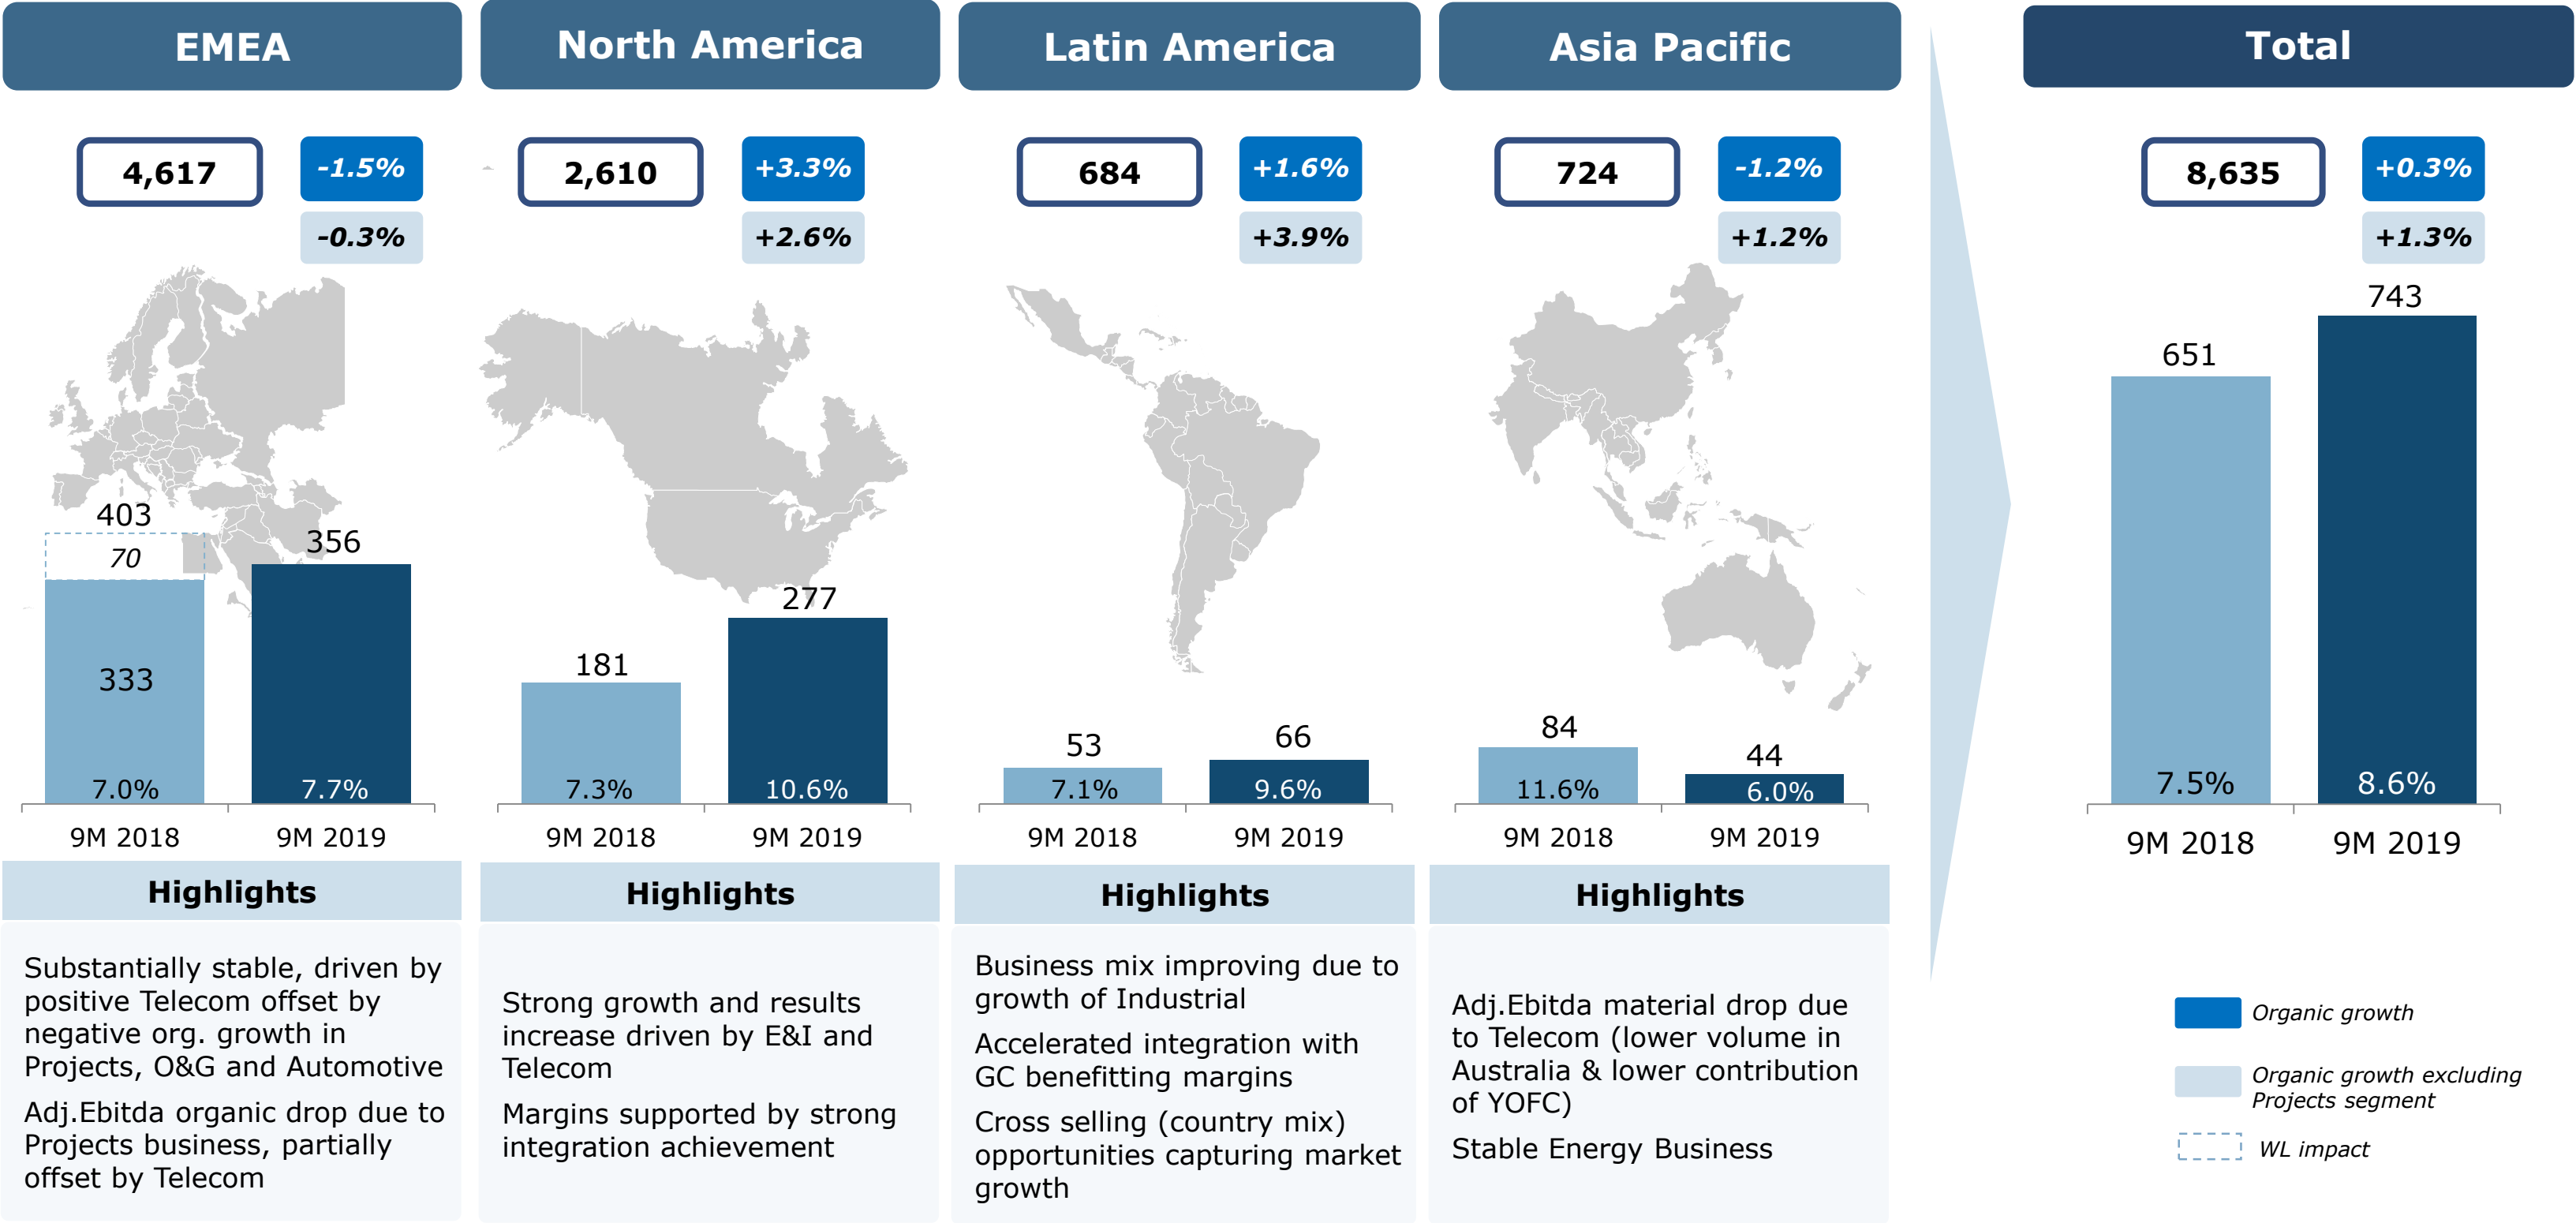 EMEA
4,617
-1.5%
-0.3%
403
70
356
333
7.0%
7.7%
9M 2018
9M 2019
Highlights
Substantially stable, driven by
positive Telecom offset by
negative org. growth in
Projects, O&G and Automotive
Adj.Ebitda organic drop due to
Projects business, partially
offset by Telecom
North America
2,610
+3.3%
+2.6%
277
181
7.3%
10.6%
9M 2018
9M 2019
Highlights
Strong growth and results
increase driven by E&I and
Telecom
Margins supported by strong
integration achievement
Latin America
684
+1.6%
+3.9%
53
66
7.1%
9.6%
9M 2018
9M 2019
Highlights
Business mix improving due to
growth of Industrial
Accelerated integration with
GC benefitting margins
Cross selling (country mix)
opportunities capturing market
growth
Asia Pacific
724
-1.2%
+1.2%
84
44
11.6%
6.0%
9M 2018
9M 2019
Highlights
Adj.Ebitda material drop due
to Telecom (lower volume in
Australia & lower contribution
of YOFC)
Stable Energy Business
Total
8,635
+0.3%
+1.3%
743
651
7.5%
8.6%
9M 2018
9M 2019
Organic growth
Organic growth excluding
Projects segment
WL impact